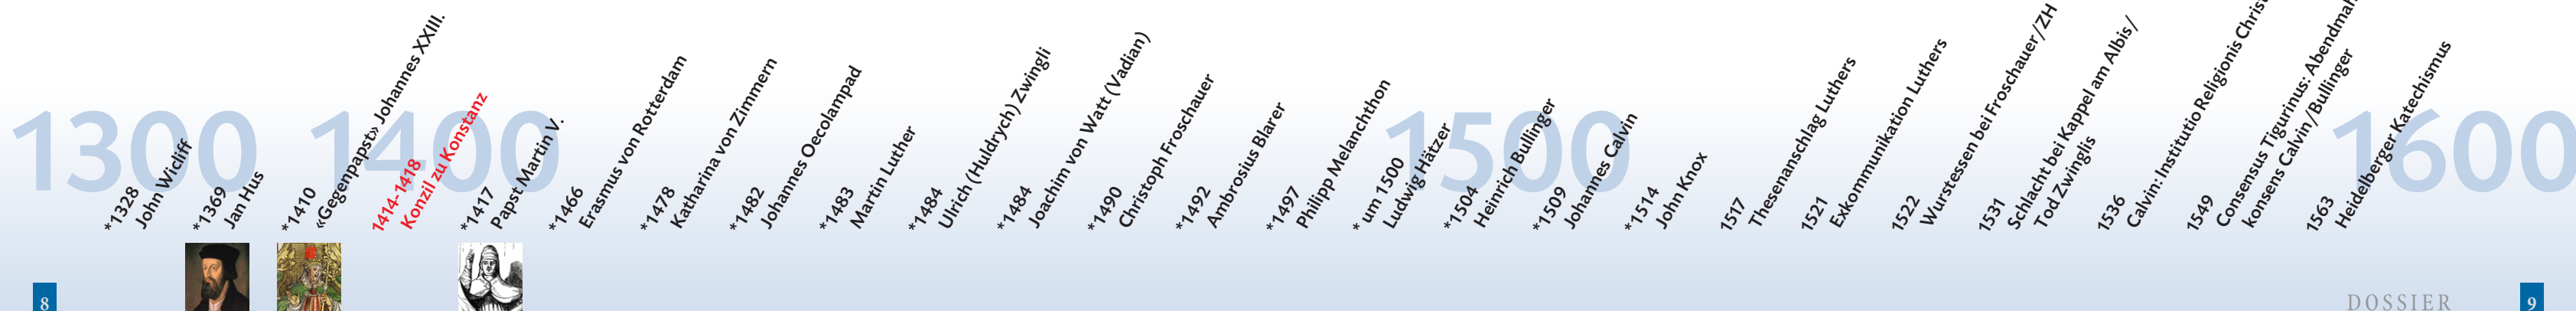 1300
1400
1500
1600
*1328
John Wicliff
*1369
Jan Hus
*1410
«Gegenpapst» Johannes XXIII.
1414-1418
Konzil zu Konstanz
*1417
Papst Martin V.
*1466
Erasmus von Rotterdam
*1478
Katharina von Zimmern
*1482
Johannes Oecolampad
*1483
Martin Luther
*1484
Ulrich (Huldrych) Zwingli
*1484
Joachim von Watt (Vadian)
*1490
Christoph Froschauer
*1492
Ambrosius Blarer
*1497
Philipp Melanchthon
* um 1500
Ludwig Hätzer
*1504
Heinrich Bullinger
*1509
Johannes Calvin
*1514
John Knox
1517
Thesenanschlag Luthers
1521
Exkommunikation Luthers
1522
Wurstessen bei Froschauer/ZH
1531
Schlacht bei Kappel am Albis/
Tod Zwinglis
1536
Calvin: Institutio Religionis
1549
Consensus Tigurinus:
konsens Calvin/Bullinger
1563
Heidelberger Katechismus
8
DOSSIER
9